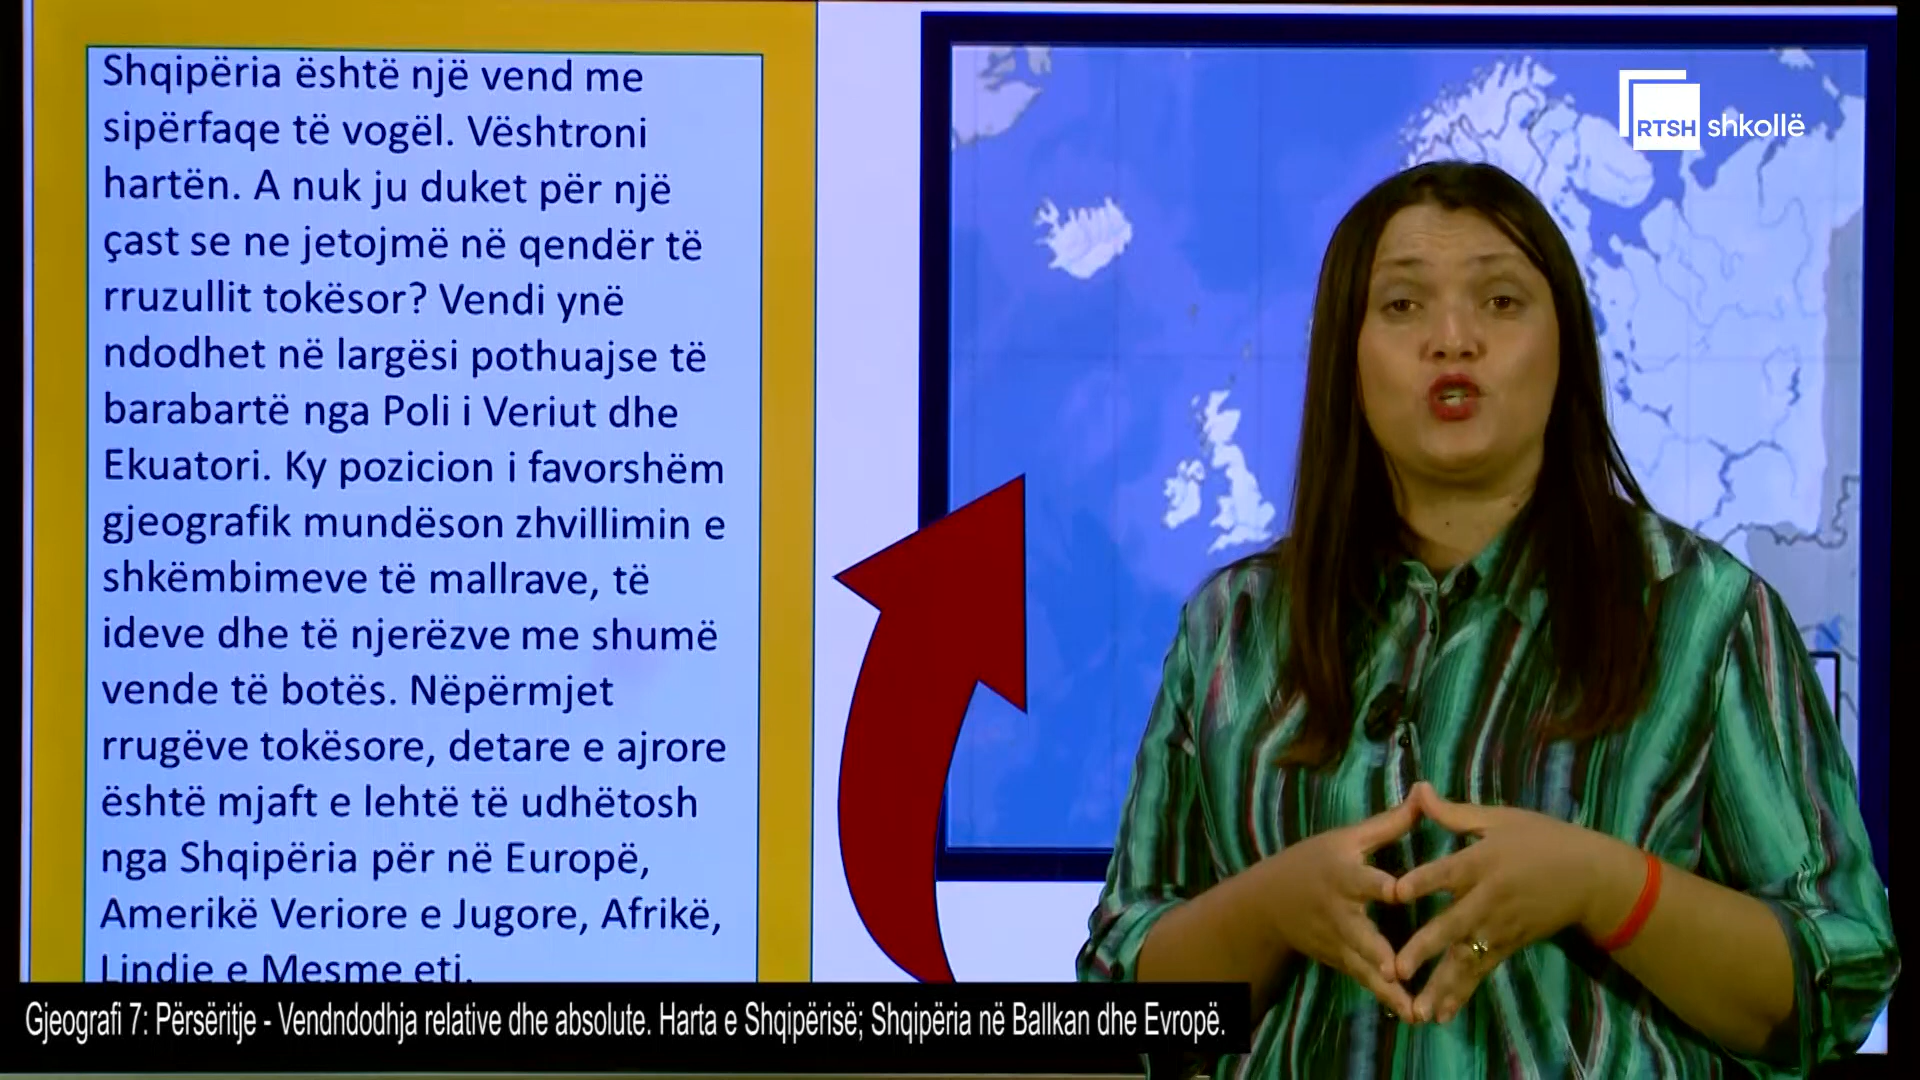 Shqipëria është një vend me
sipërfaqe të vogël. Vështroni
hartën. A nuk ju duket për një
çast se ne jetojmë në qendër të
rruzullit tokësor? Vendi ynë
ndodhet në largësi pothuajse të
barabartë nga Poli i Veriut dhe
Ekuatori. Ky pozicion i favorshëm
gjeografik mundëson zhvillimin e
shkëmbimeve të mallrave, të
ideve dhe të njerëzve me shumë
vende të botës. Nëpërmjet
rrugëve tokësore, detare e ajrore
është mjaft e lehtë të udhëtosh
nga Shqipëria për në Europë,
Amerikë Veriore e Jugore, Afrikë,
Lindje e Mesme etj.
RTSH shkollë
Gjeografi 7: Përsëritje - Vendndodhja relative dhe absolute. Harta e Shqipërisë; Shqipëria në Ballkan dhe Evropë.